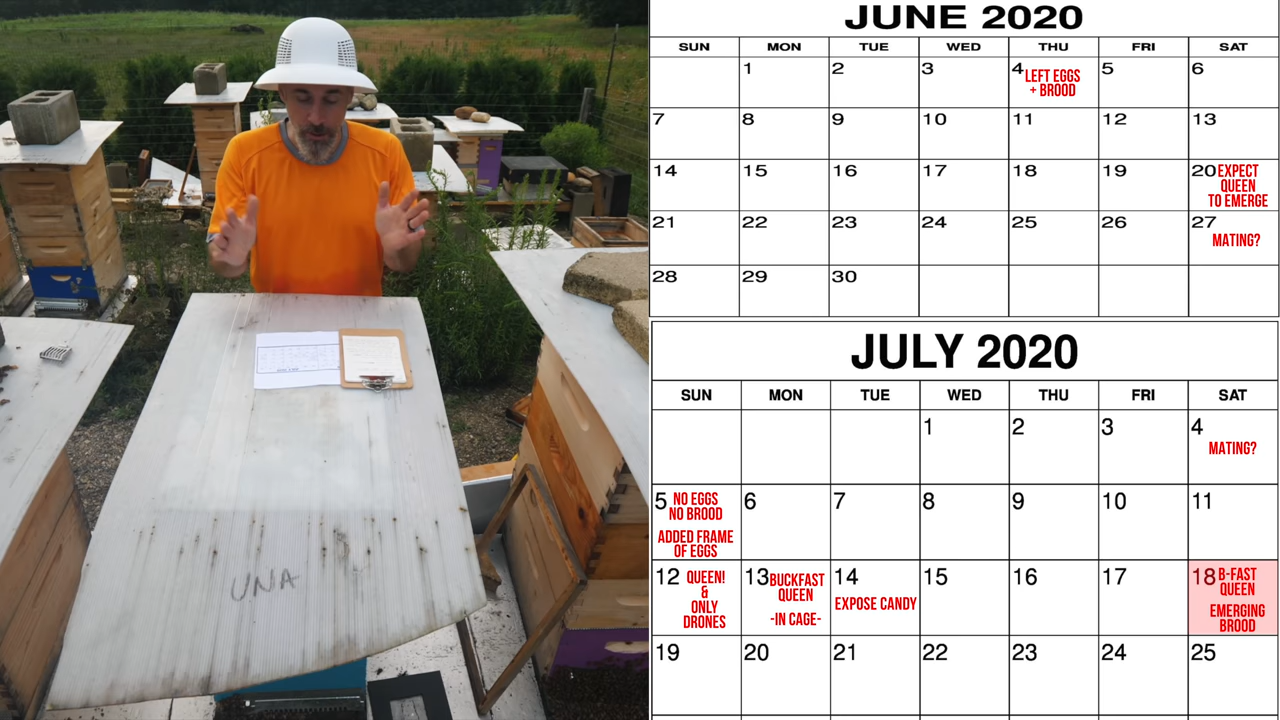 UNA
JUNE 2020
SUN MON TUE WED THU FRI SAT
1 2 3 4 LEFT EGGS 5 6
+ BROOD
7 8 9 10 11 12 13
14 15 16 17 18 19 20 EXPECT
QUEEN
TO EMERGE
21 22 23 24 25 26 27
MATING?
28 29 30
JULY 2020
SUN MON TUE WED THU FRI SAT
1 2 3 4
MATING?
5 NO EGGS 6 7 8 9 10 11
NO BROOD
ADDED FRAME
OF EGGS
12 QUEEN! 13 BUCKFAST 14 15 16 17 18 B-FAST
& QUEEN EXPOSE CANDY QUEEN
ONLY -IN CAGE- EMERGING
DRONES BROOD
19 20 21 22 23 24 25